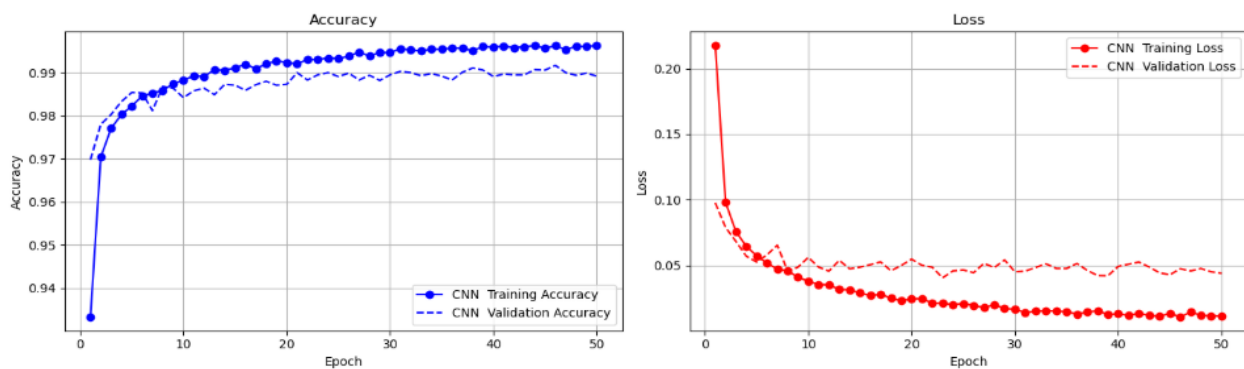 Accuracy
0.99
0.98
0.97
0.96
0.95
0.94
Accuracy
CNN Training Accuracy
CNN Validation Accuracy
0 10 20 30 40 50
Epoch
Loss
0.20
0.15
0.10
0.05
Loss
CNN Training Loss
CNN Validation Loss
0 10 20 30 40 50
Epoch